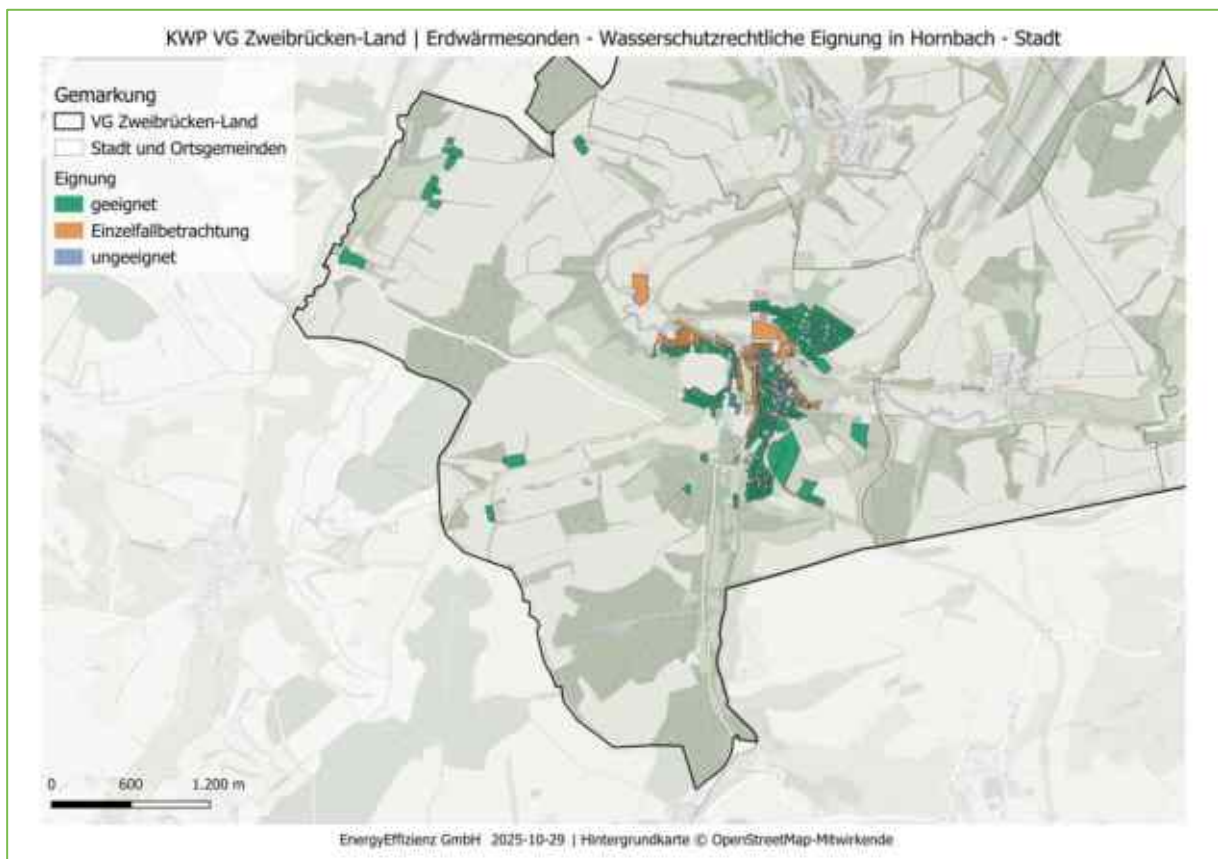 KWP VG Zweibrücken-Land | Erdwärmesonden - Wasserschutzrechtliche Eignung in Hornbach - Stadt
Gemarkung
VG Zweibrücken-Land
Stadt und Ortsgemeinden
Eignung
geeignet
Einzelfallbetrachtung
ungeeignet
0 600 1.200 m
EnergyEffizienz GmbH 2025-10-29 | Hintergrundkarte © OpenStreetMap-Mitwirkende